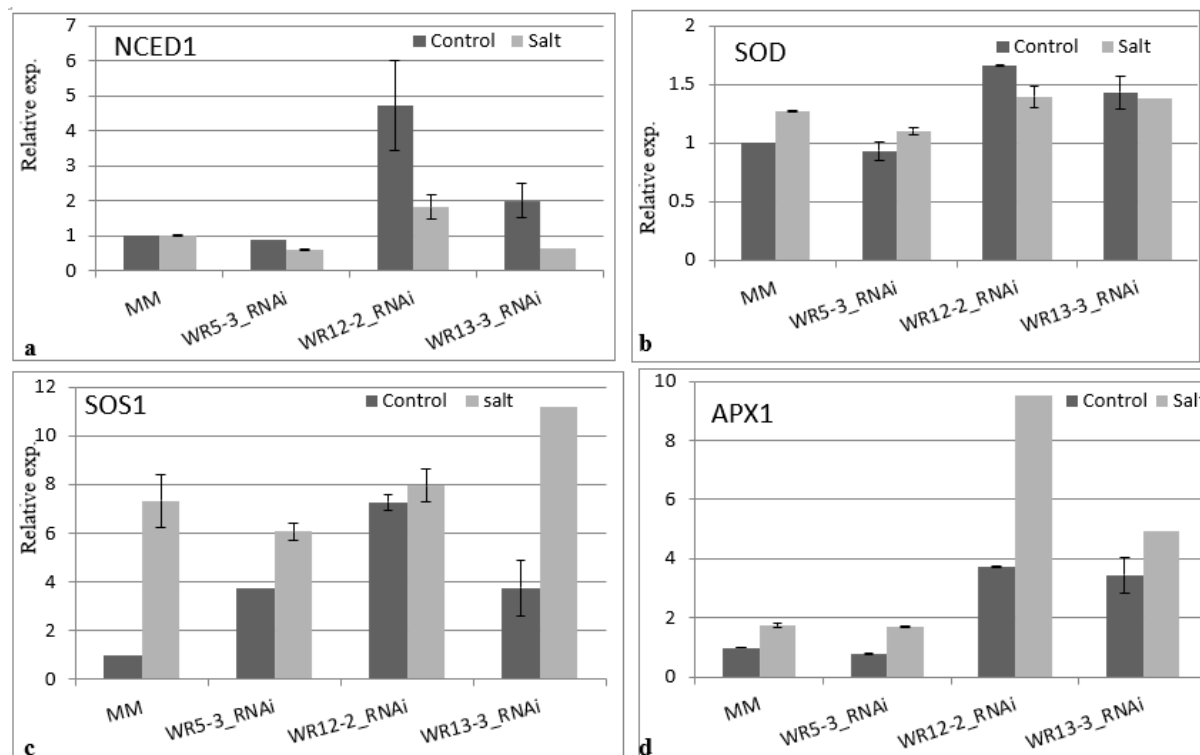 NCED1
Control Salt
Relative exp.
7
6
5
4
3
2
1
0
MM WR5-3_RNAi WR12-2_RNAi WR13-3_RNAi
a
SOD
Control Salt
Relative exp.
2
1.5
1
0.5
0
MM WR5-3_RNAi WR12-2_RNAi WR13-3_RNAi
b
SOS1
Control salt
Relative exp.
12
10
8
6
4
2
0
MM WR5-3_RNAi WR12-2_RNAi WR13-3_RNAi
c
APX1
Control Salt
10
8
6
4
2
0
MM WR5-3_RNAi WR12-2_RNAi WR13-3_RNAi
d